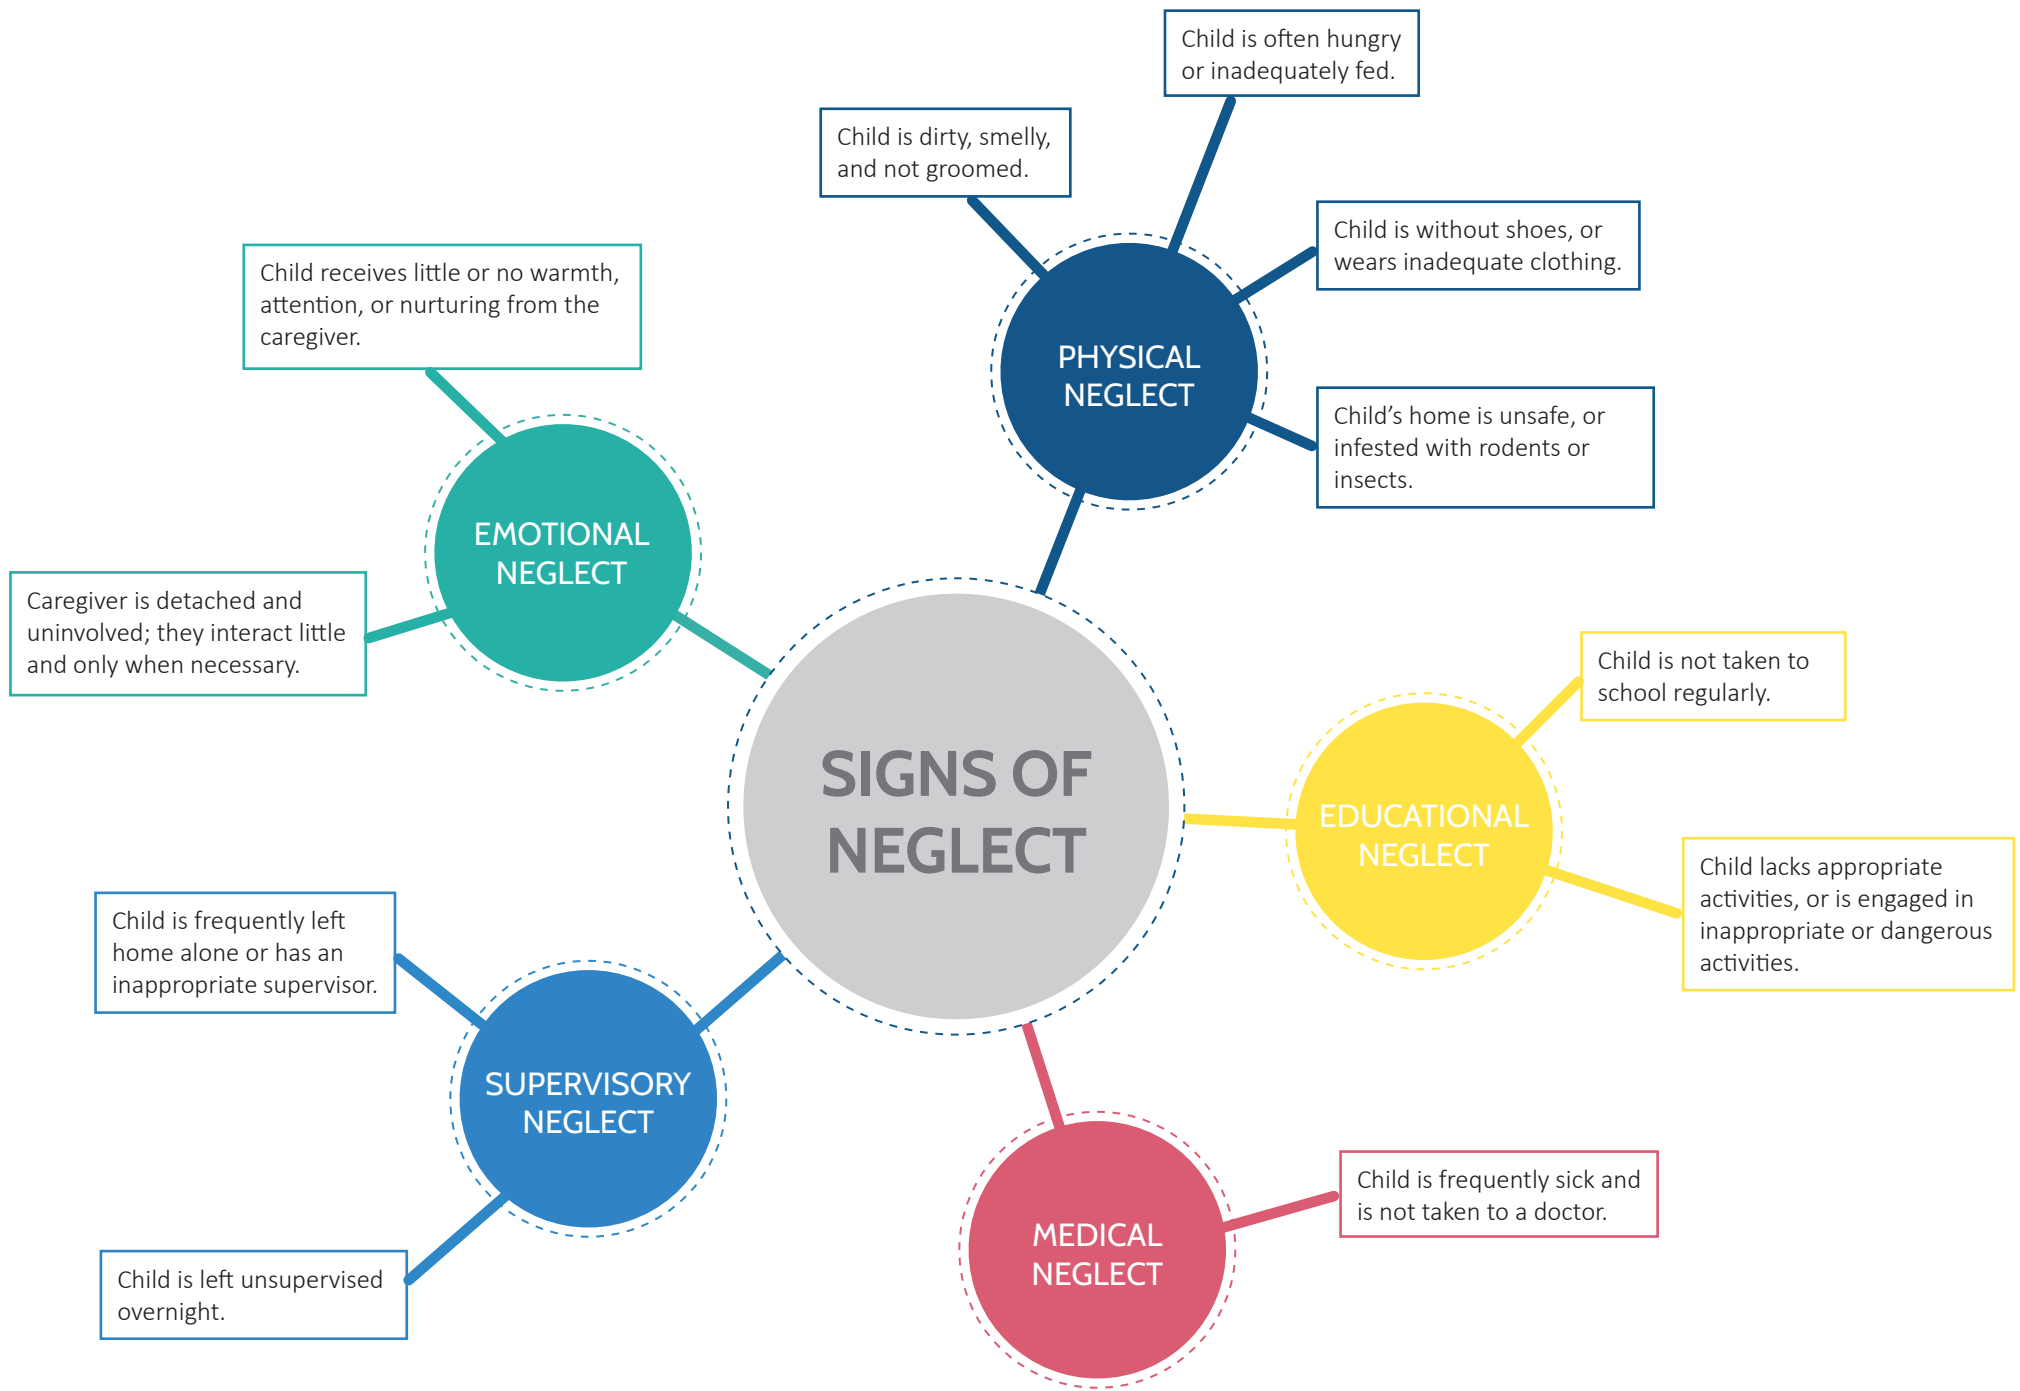 Child is often hungry
or inadequately fed.
Child is dirty, smelly,
and not groomed.
Child is without shoes, or
wears inadequate clothing.
Child’s home is unsafe, or
infested with rodents or
insects.
PHYSICAL
NEGLECT
Child receives little or no warmth,
attention, or nurturing from the
caregiver.
EMOTIONAL
NEGLECT
Caregiver is detached and
uninvolved; they interact little
and only when necessary.
SIGNS OF
NEGLECT
Child is not taken to
school regularly.
EDUCATIONAL
NEGLECT
Child lacks appropriate
activities, or is engaged in
inappropriate or dangerous
activities.
Child is frequently left
home alone or has an
inappropriate supervisor.
SUPERVISORY
NEGLECT
Child is left unsupervised
overnight.
MEDICAL
NEGLECT
Child is frequently sick and
is not taken to a doctor.